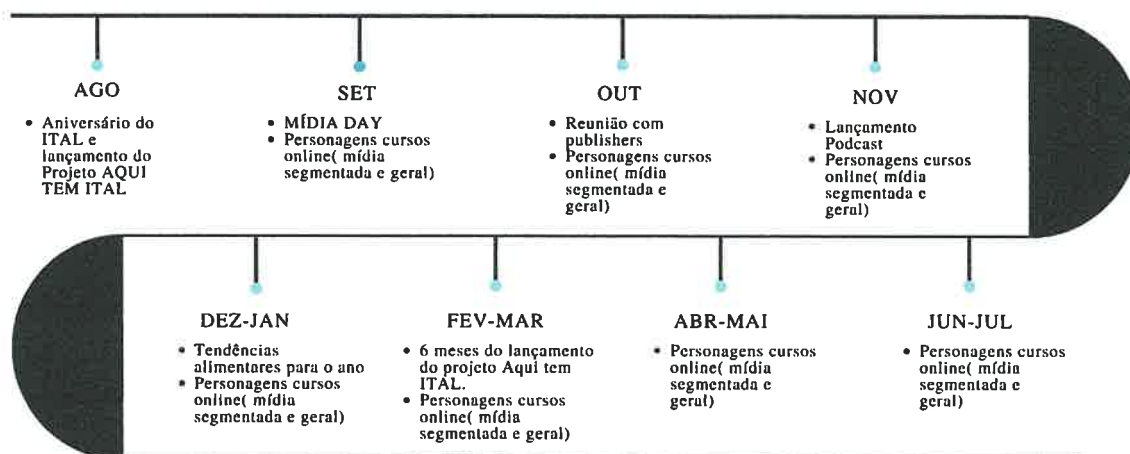 AGO
• Aniversário do
ITAL e
lançamento do
Projeto AQUI
TEM ITAL
SET
• MÍDIA DAY
• Personagens cursos
online( mídia
segmentada e geral)
OUT
• Reunião com
publishers
• Personagens cursos
online( mídia
segmentada e
geral)
NOV
• Lançamento
Podcast
• Personagens cursos
online( mídia
segmentada e
geral)
DEZ-JAN
• Tendências
alimentares para o ano
• Personagens cursos
online( mídia
segmentada e geral)
FEV-MAR
• 6 meses do lançamento
do projeto Aqui tem
ITAL.
• Personagens cursos
online( mídia
segmentada e geral)
ABR-MAI
• Personagens cursos
online( mídia
segmentada e
geral)
JUN-JUL
• Personagens cursos
online( mídia
segmentada e
geral)